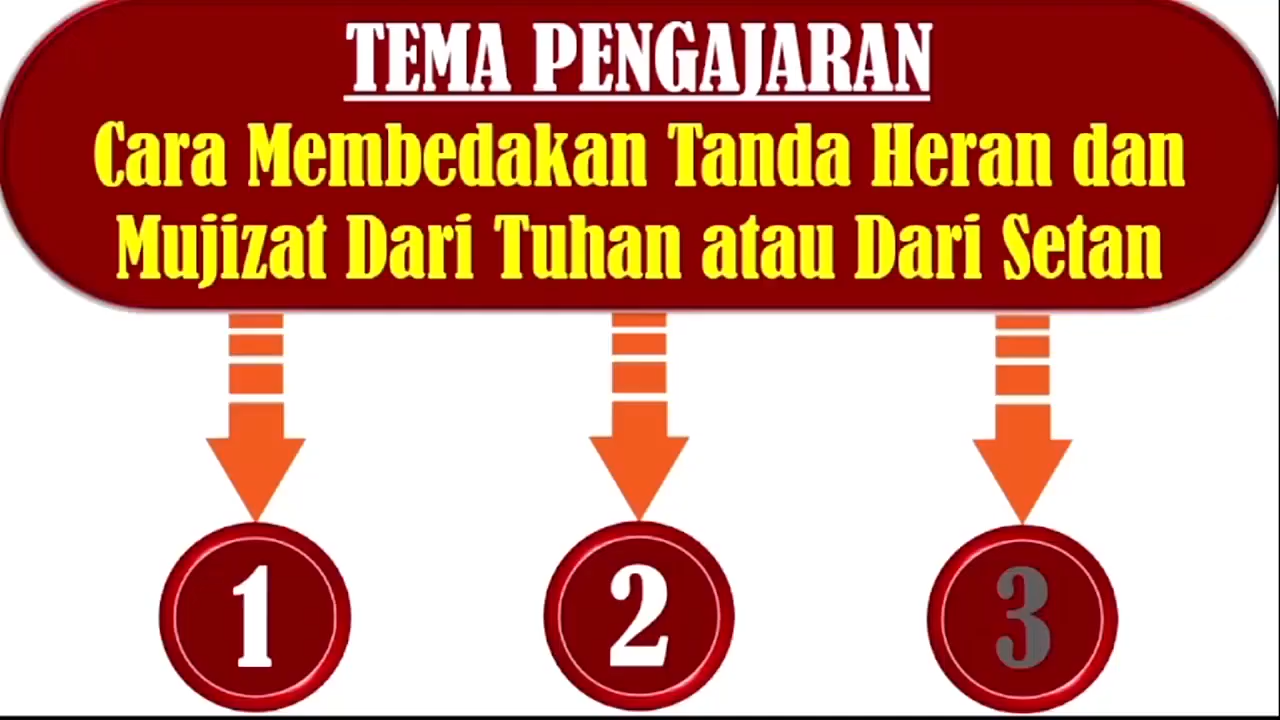 TEMA PENGAJARAN
Cara Membedakan Tanda Heran dan
Mujizat Dari Tuhan atau Dari Setan
1 2 3